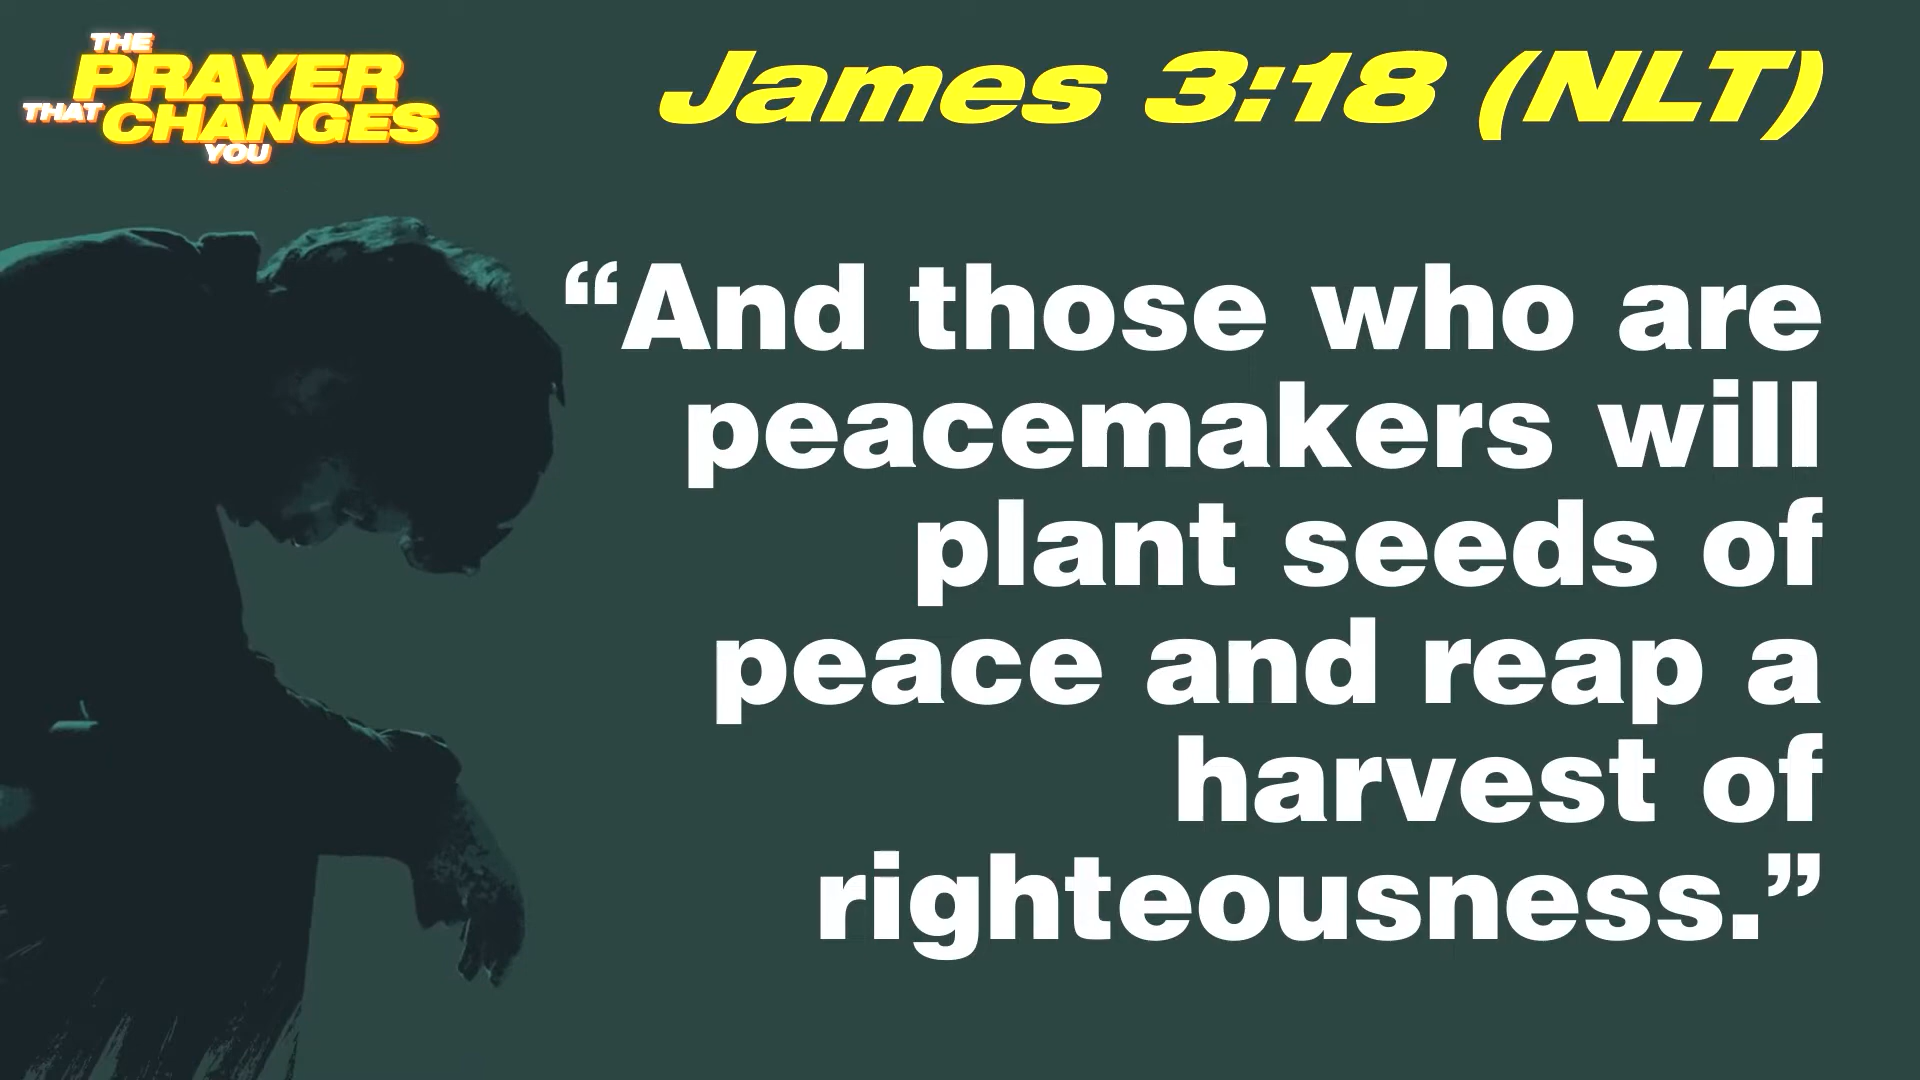 THE
PRAYER
THAT CHANGES
YOU
James 3:18 (NLT)
“And those who are
peacemakers will
plant seeds of
peace and reap a
harvest of
righteousness.”